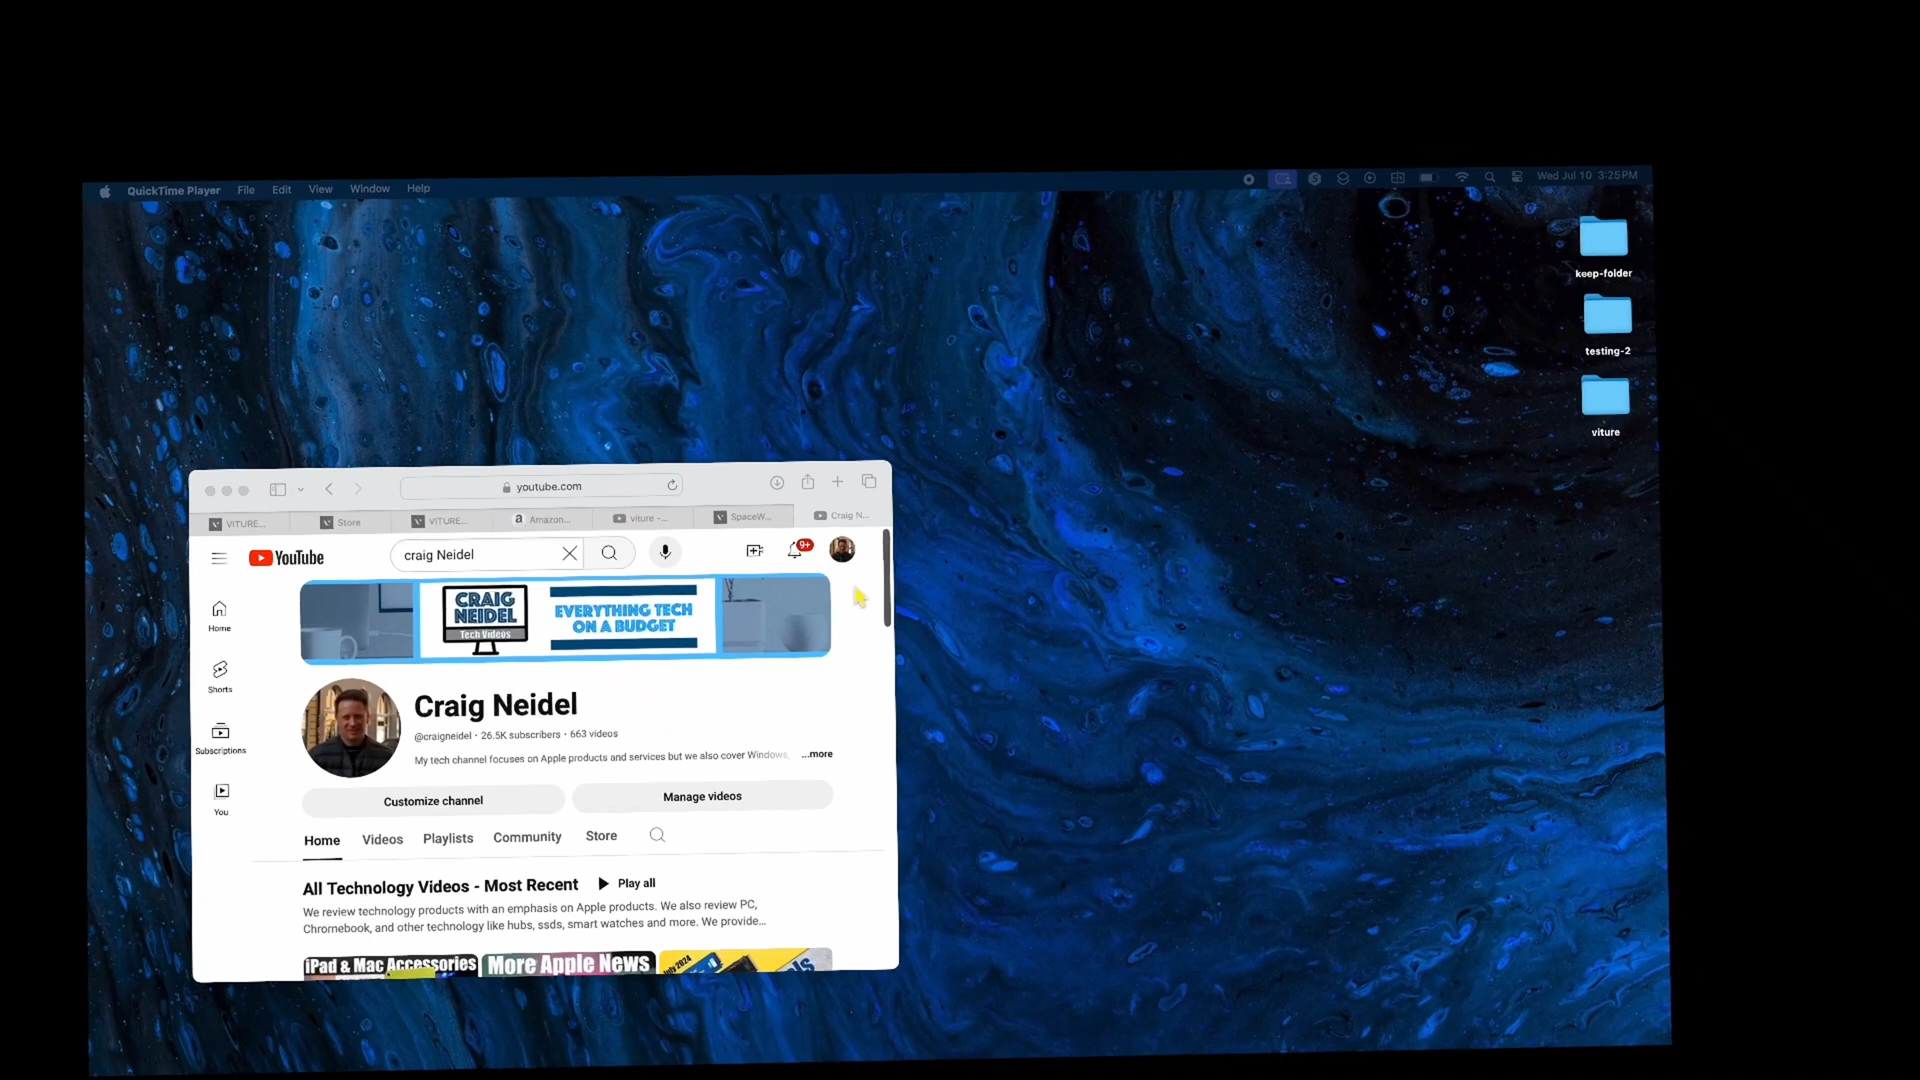 QuickTime Player File Edit View Window Help
Wed Jul 10 3:25 PM
keep-folder
testing-2
viture
youtube.com
VITURE...
Store
VITURE...
Amazon...
viture -...
SpaceW...
Craig N...
YouTube
craig Neidel
9+
Home
Shorts
Subscriptions
You
CRAIG
NEIDEL
Tech Videos
EVERYTHING TECH
ON A BUDGET
Craig Neidel
@craigneidel · 26.5K subscribers · 663 videos
My tech channel focuses on Apple products and services but we also cover Windows, ...more
Customize channel
Manage videos
Home Videos Playlists Community Store
All Technology Videos - Most Recent
Play all
We review technology products with an emphasis on Apple products. We also review PC,
Chromebook, and other technology like hubs, ssds, smart watches and more. We provide...
iPad & Mac Accessories
More Apple News
July 2024